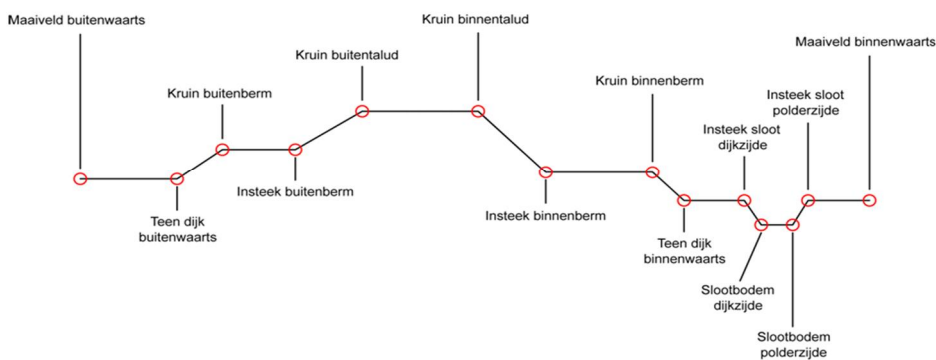 Maaiveld buitenwaarts
Kruin buitenberm
Kruin buitentalud
Kruin binnentalud
Kruin binnenberm
Maaiveld binnenwaarts
Insteek sloot
polderzijde
Insteek sloot
dijkzijde
Teen dijk
buitenwaarts
Insteek buitenberm
Insteek binnenberm
Teen dijk
binnenwaarts
Slootbodem
dijkzijde
Slootbodem
polderzijde